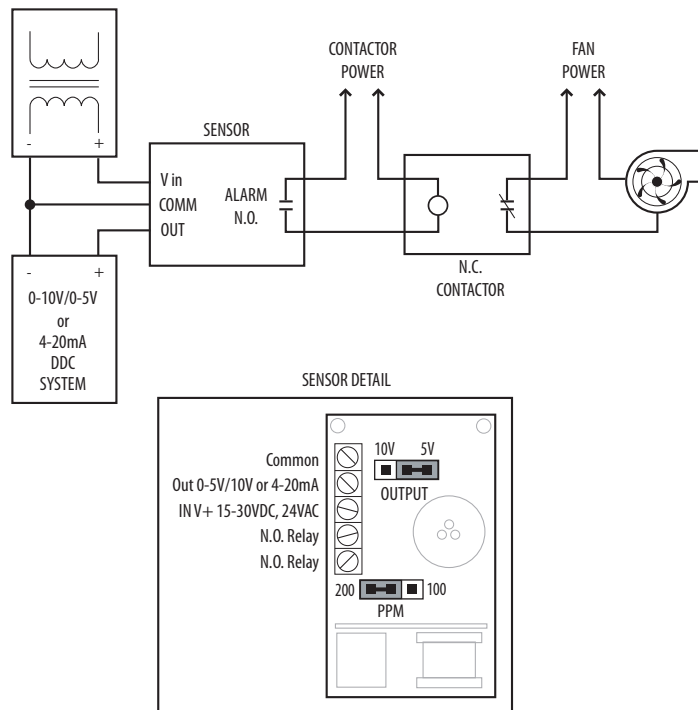 CONTACTOR
POWER
FAN
POWER
SENSOR
- +
V in
COMM
OUT
ALARM
N.O.
- +
0-10V/0-5V
or
4-20mA
DDC
SYSTEM
N.C.
CONTACTOR
SENSOR DETAIL
Common
Out 0-5V/10V or 4-20mA
IN V+ 15-30VDC, 24VAC
N.O. Relay
N.O. Relay
10V 5V
OUTPUT
200 100
PPM